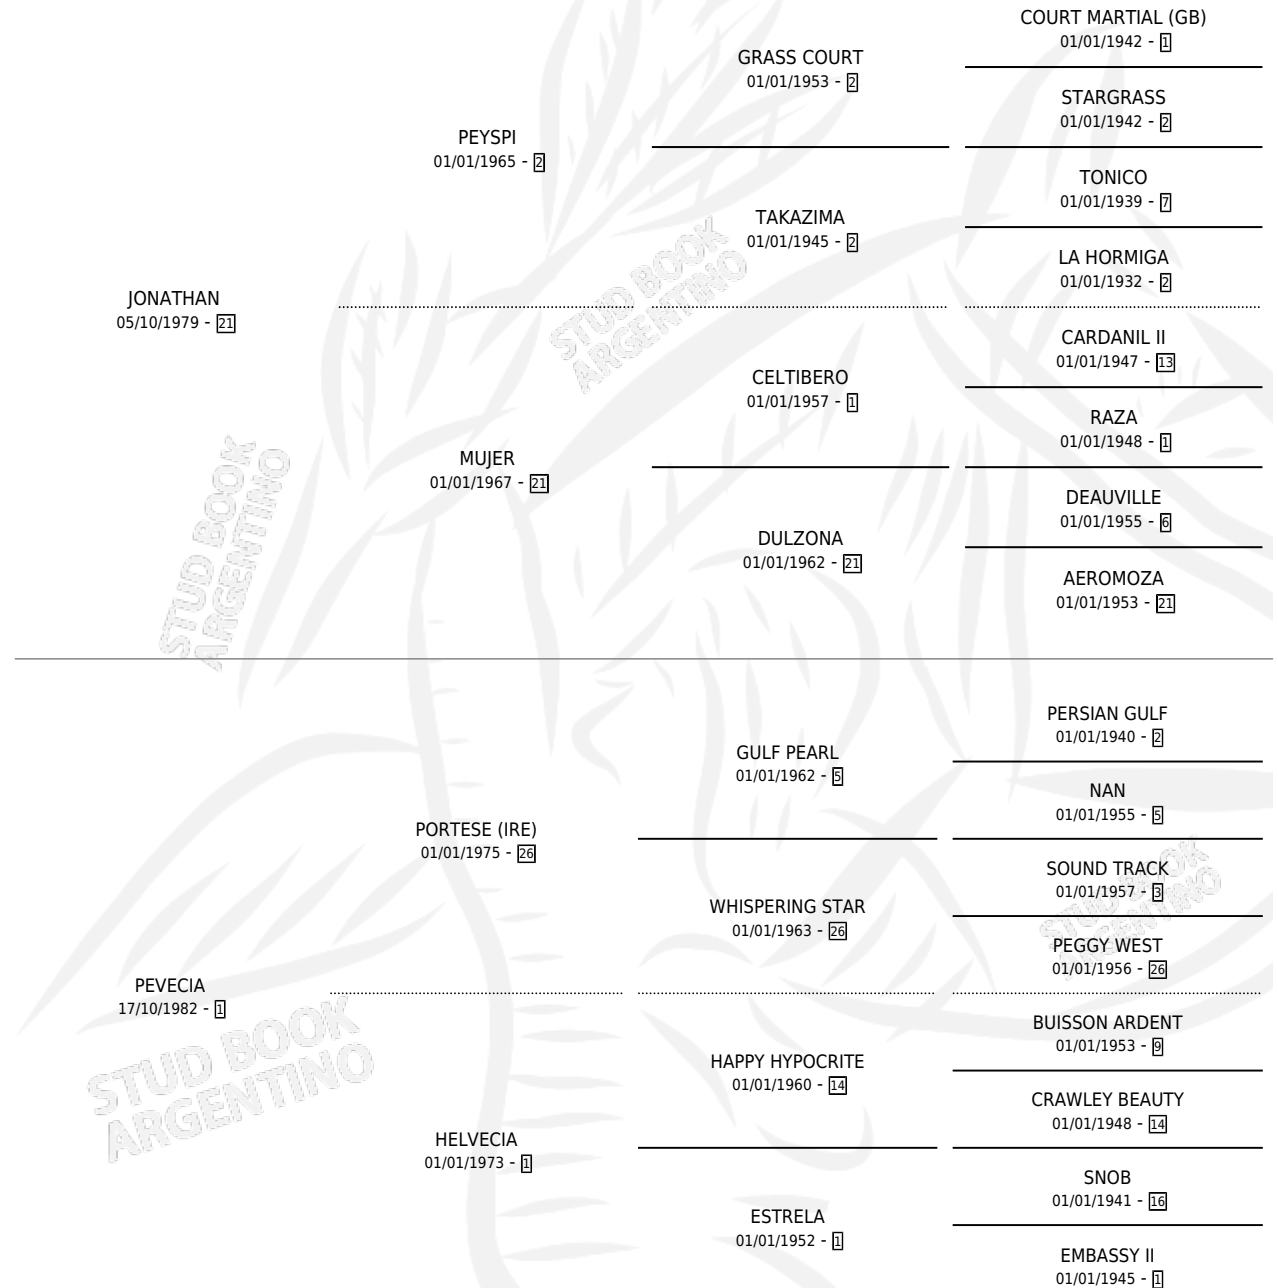 COURT MARTIAL (GB)
01/01/1942 - 1
GRASS COURT
01/01/1953 - 2
STARGRASS
01/01/1942 - 2
PEYSPI
01/01/1965 - 2
TONICO
01/01/1939 - 7
TAKAZIMA
01/01/1945 - 2
LA HORMIGA
01/01/1932 - 2
JONATHAN
05/10/1979 - 21
CARDANIL II
01/01/1947 - 13
CELTIBERO
01/01/1957 - 1
RAZA
01/01/1948 - 1
MUJER
01/01/1967 - 21
DEAUVILLE
01/01/1955 - 6
DULZONA
01/01/1962 - 21
AEROMOZA
01/01/1953 - 21
STUD BOOK
ARGENTINO
STUD BOOK
ARGENTINO
PERSIAN GULF
01/01/1940 - 2
GULF PEARL
01/01/1962 - 5
NAN
01/01/1955 - 5
PORTESE (IRE)
01/01/1975 - 26
SOUND TRACK
01/01/1957 - 3
WHISPERING STAR
01/01/1963 - 26
PEGGY WEST
01/01/1956 - 26
PEVECIA
17/10/1982 - 1
BUISSON ARDENT
01/01/1953 - 9
HAPPY HYPOCRITE
01/01/1960 - 14
CRAWLEY BEAUTY
01/01/1948 - 14
HELVECIA
01/01/1973 - 1
SNOB
01/01/1941 - 16
ESTRELA
01/01/1952 - 1
EMBASSY II
01/01/1945 - 1
STUD BOOK
ARGENTINO
STUD BOOK
ARGENTINO